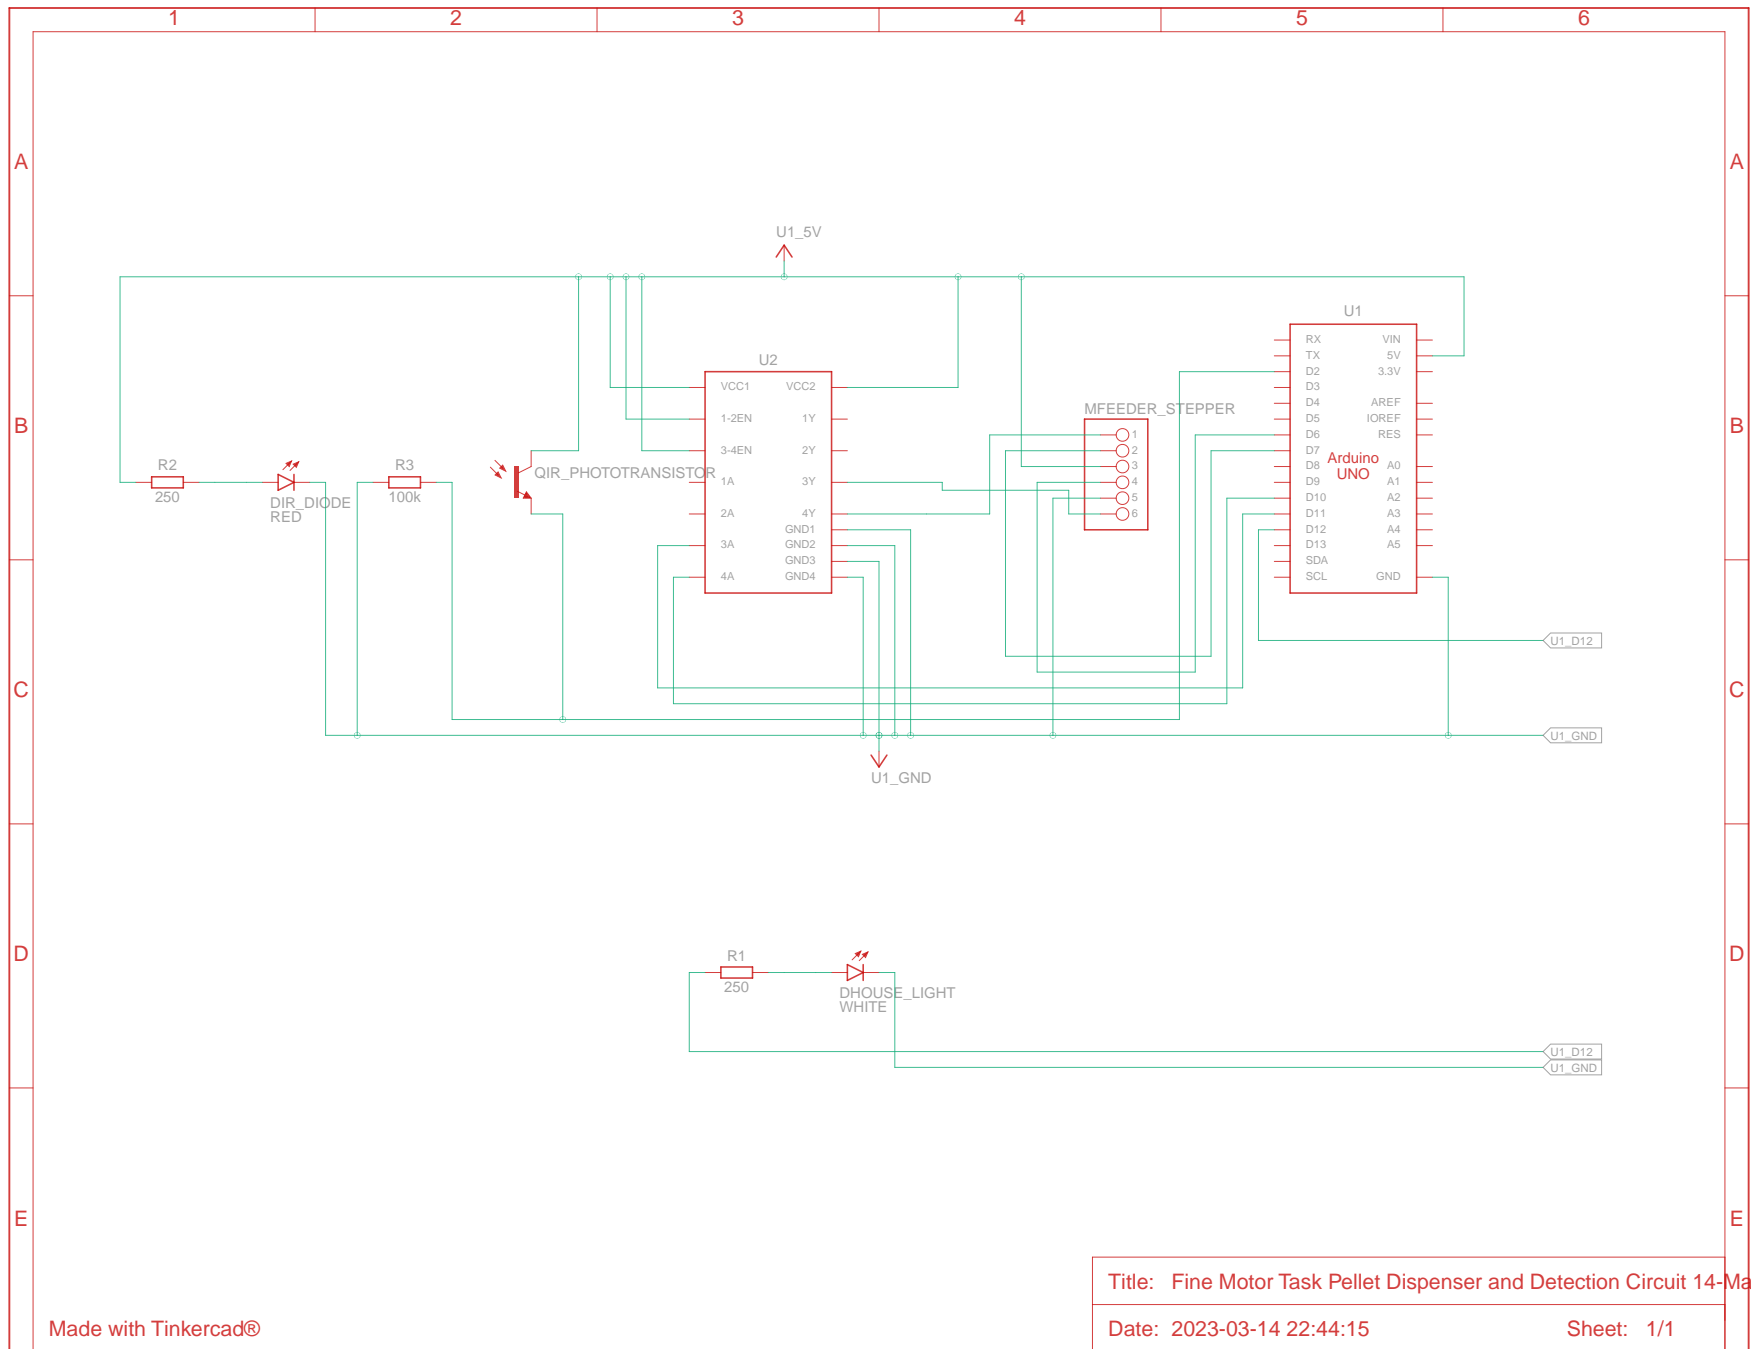 1 2 3 4 5 6
A A
U1_5V
B B
U1
RX VIN
TX 5V
D2 3.3V
D3
D4 AREF
D5 IOREF
D6 RES
D7
D8 A0
D9 A1
D10 A2
D11 A3
D12 A4
D13 A5
SDA
SCL GND
Arduino
UNO
U2
VCC1 VCC2
1-2EN 1Y
3-4EN 2Y
1A 3Y
2A 4Y
GND1
3A GND2
GND3
4A GND4
MFEEDER_STEPPER
1
2
3
4
5
6
R2
250
DIR_DIODE
RED
R3
100k
QIR_PHOTOTRANSISTOR
U1_D12
C C
U1_GND
U1_GND
D D
R1
250
DHOUSE_LIGHT
WHITE
U1_D12
U1_GND
E E
Title: Fine Motor Task Pellet Dispenser and Detection Circuit 14-Ma
Made with Tinkercad®
Date: 2023-03-14 22:44:15 Sheet: 1/1